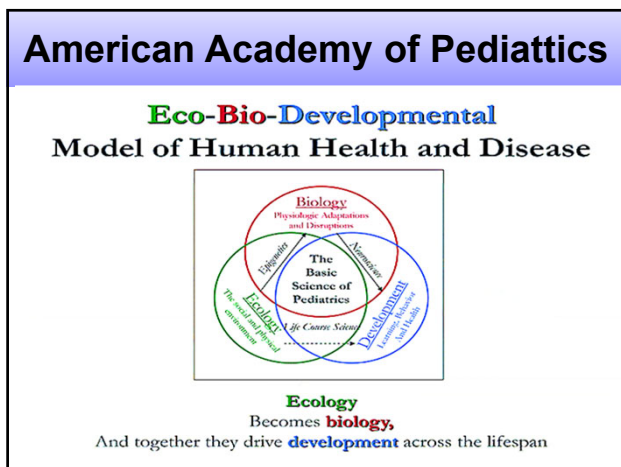 American Academy of Pediattics
Eco-Bio-Developmental
Model of Human Health and Disease
Biology
Physiologic Adaptations
and Disruptions
Epigenetics
Neuroscience
The
Basic
Science of
Pediatrics
Ecology
The social and physical
environment
Life Course Science
Development
Learning, Behavior
And Health
Ecology
Becomes biology,
And together they drive development across the lifespan